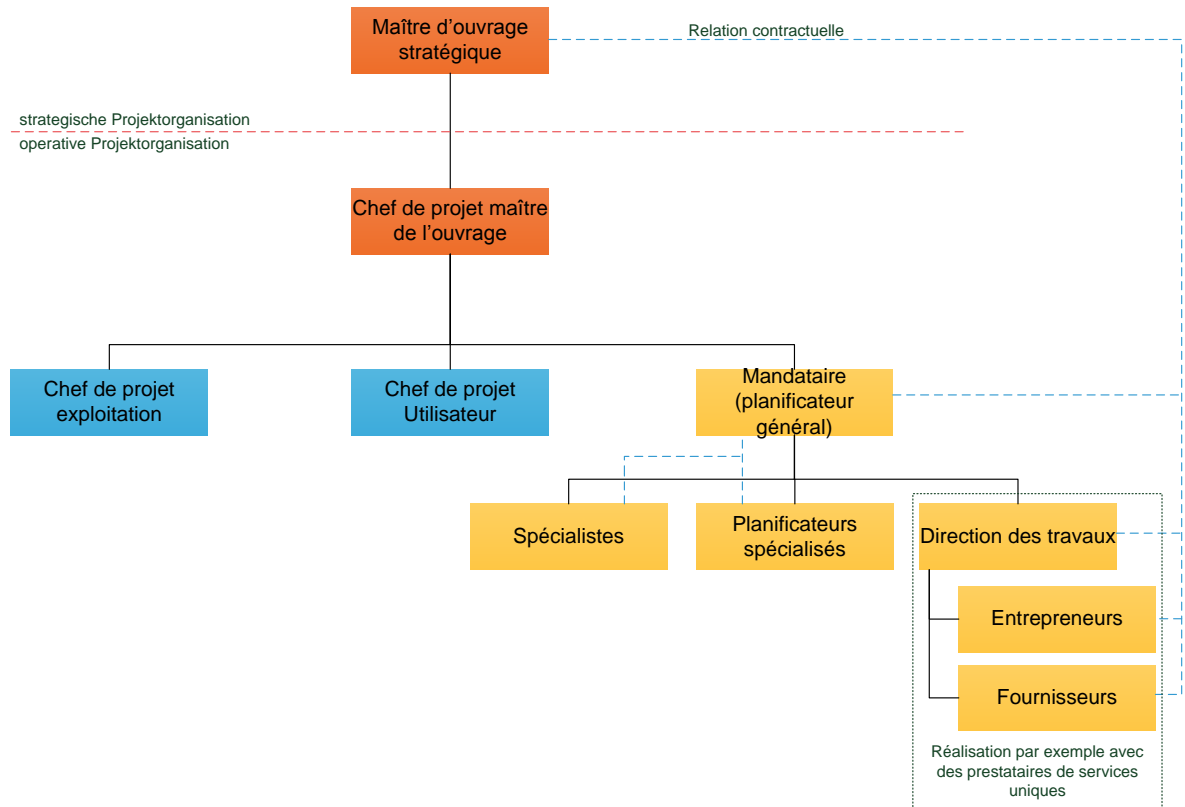 Maître d'ouvrage
stratégique
Relation contractuelle
strategische Projektorganisation
operative Projektorganisation
Chef de projet maître
de l'ouvrage
Chef de projet
exploitation
Chef de projet
Utilisateur
Mandataire
(planificateur
général)
Spécialistes
Planificateurs
spécialisés
Direction des travaux
Entrepreneurs
Fournisseurs
Réalisation par exemple avec
des prestataires de services
uniques